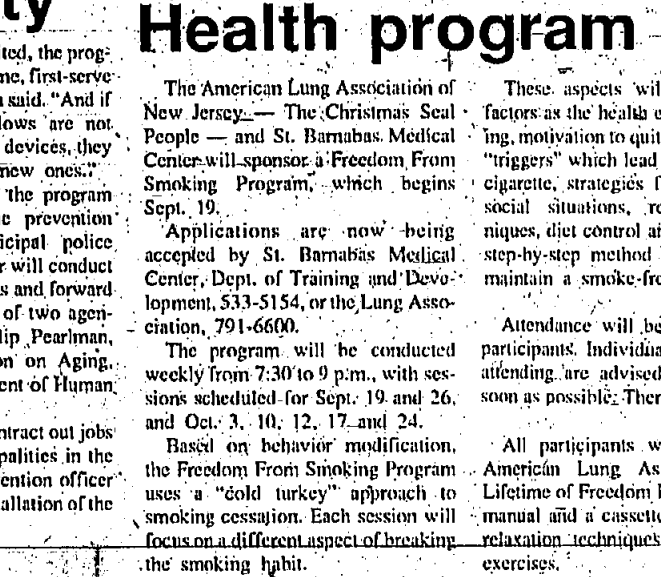 ty
ited, the prog-
me, first-serve
said. "And if
lows are not
devices, they
new ones."
the program
e prevention
icipal police
r will conduct
s and forward
of two agen-
lip Pearlman,
on on Aging,
ent of Human
ntract out jobs
palities in the
ention officer
allation of the
Health program
The American Lung Association of
New Jersey — The Christmas Seal
People — and St. Barnabas Medical
Center will sponsor a Freedom From
Smoking Program, which begins
Sept. 19.
Applications are now being
accepted by St. Barnabas Medical
Center, Dept. of Training and Deve-
lopment, 533-5154, or the Lung Asso-
ciation, 791-6600.
The program will be conducted
weekly from 7:30 to 9 p.m., with ses-
sions scheduled for Sept. 19 and 26,
and Oct. 3, 10, 12, 17 and 24.
Based on behavior modification,
the Freedom From Smoking Program
uses a "cold turkey" approach to
smoking cessation. Each session will
focus on a different aspect of breaking
the smoking habit.
These aspects wil
factors as the health e
ing, motivation to quit
"triggers" which lead
cigarette, strategies f
social situations, re
niques, diet control a
step-by-step method
maintain a smoke-fr
Attendance will be
participants. Individua
attending are advised
soon as possible. Ther
All participants w
American Lung As
Lifetime of Freedom
manual and a cassette
relaxation techniques
exercises.